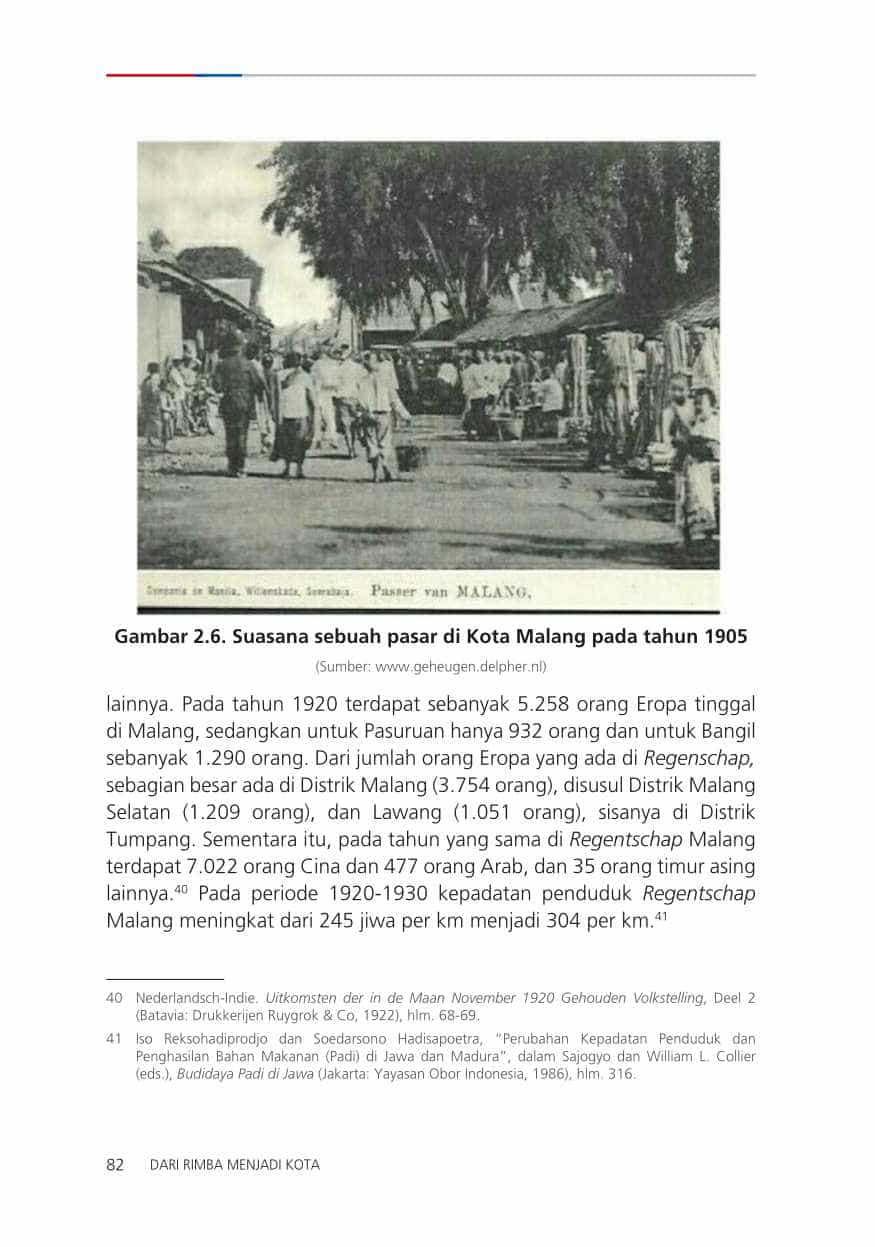 Compania de Manila, Willemskade, Soerabaja. Passer van MALANG.
Gambar 2.6. Suasana sebuah pasar di Kota Malang pada tahun 1905
(Sumber: www.geheugen.delpher.nl)
lainnya. Pada tahun 1920 terdapat sebanyak 5.258 orang Eropa tinggal
di Malang, sedangkan untuk Pasuruan hanya 932 orang dan untuk Bangil
sebanyak 1.290 orang. Dari jumlah orang Eropa yang ada di Regenschap,
sebagian besar ada di Distrik Malang (3.754 orang), disusul Distrik Malang
Selatan (1.209 orang), dan Lawang (1.051 orang), sisanya di Distrik
Tumpang. Sementara itu, pada tahun yang sama di Regentschap Malang
terdapat 7.022 orang Cina dan 477 orang Arab, dan 35 orang timur asing
lainnya.40 Pada periode 1920-1930 kepadatan penduduk Regentschap
Malang meningkat dari 245 jiwa per km menjadi 304 per km.41
40 Nederlandsch-Indie. Uitkomsten der in de Maan November 1920 Gehouden Volkstelling, Deel 2
(Batavia: Drukkerijen Ruygrok & Co, 1922), hlm. 68-69.
41 Iso Reksohadiprodjo dan Soedarsono Hadisapoetra, “Perubahan Kepadatan Penduduk dan
Penghasilan Bahan Makanan (Padi) di Jawa dan Madura”, dalam Sajogyo dan William L. Collier
(eds.), Budidaya Padi di Jawa (Jakarta: Yayasan Obor Indonesia, 1986), hlm. 316.
82 DARI RIMBA MENJADI KOTA